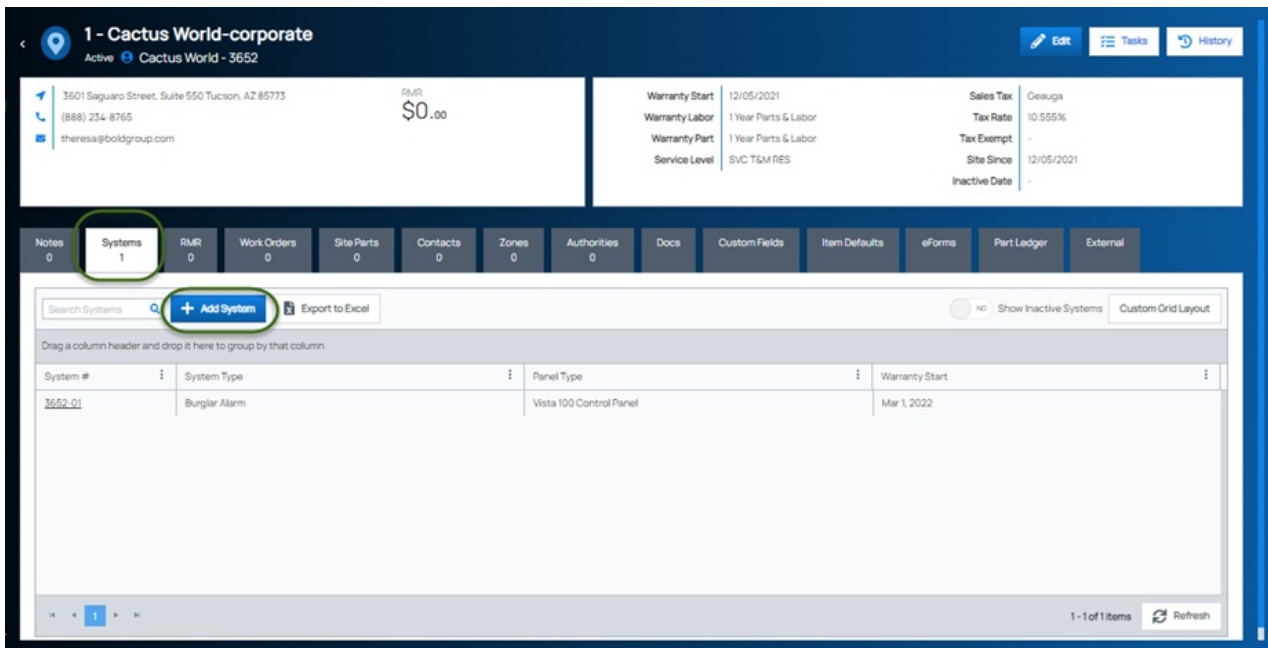 1 - Cactus World-corporate
Active Cactus World - 3652
Edit
Tasks
History
3601 Saguaro Street, Suite 550 Tucson, AZ 85773
(888) 234-8765
theresa@boldgroup.com
RMR
$0.00
Warranty Start 12/05/2021
Warranty Labor 1 Year Parts & Labor
Warranty Part 1 Year Parts & Labor
Service Level SVC T&M RES
Sales Tax Geauga
Tax Rate 10.555%
Tax Exempt -
Site Since 12/05/2021
Inactive Date -
Notes 0
Systems 1
RMR 0
Work Orders 0
Site Parts 0
Contacts 0
Zones 0
Authorities 0
Docs
Custom Fields
Item Defaults
eForms
Part Ledger
External
Search Systems
+ Add System
Export to Excel
NO Show Inactive Systems
Custom Grid Layout
Drag a column header and drop it here to group by that column
System # System Type Panel Type Warranty Start
3652-01 Burglar Alarm Vista 100 Control Panel Mar 1, 2022
1
1 - 1 of 1 items
Refresh